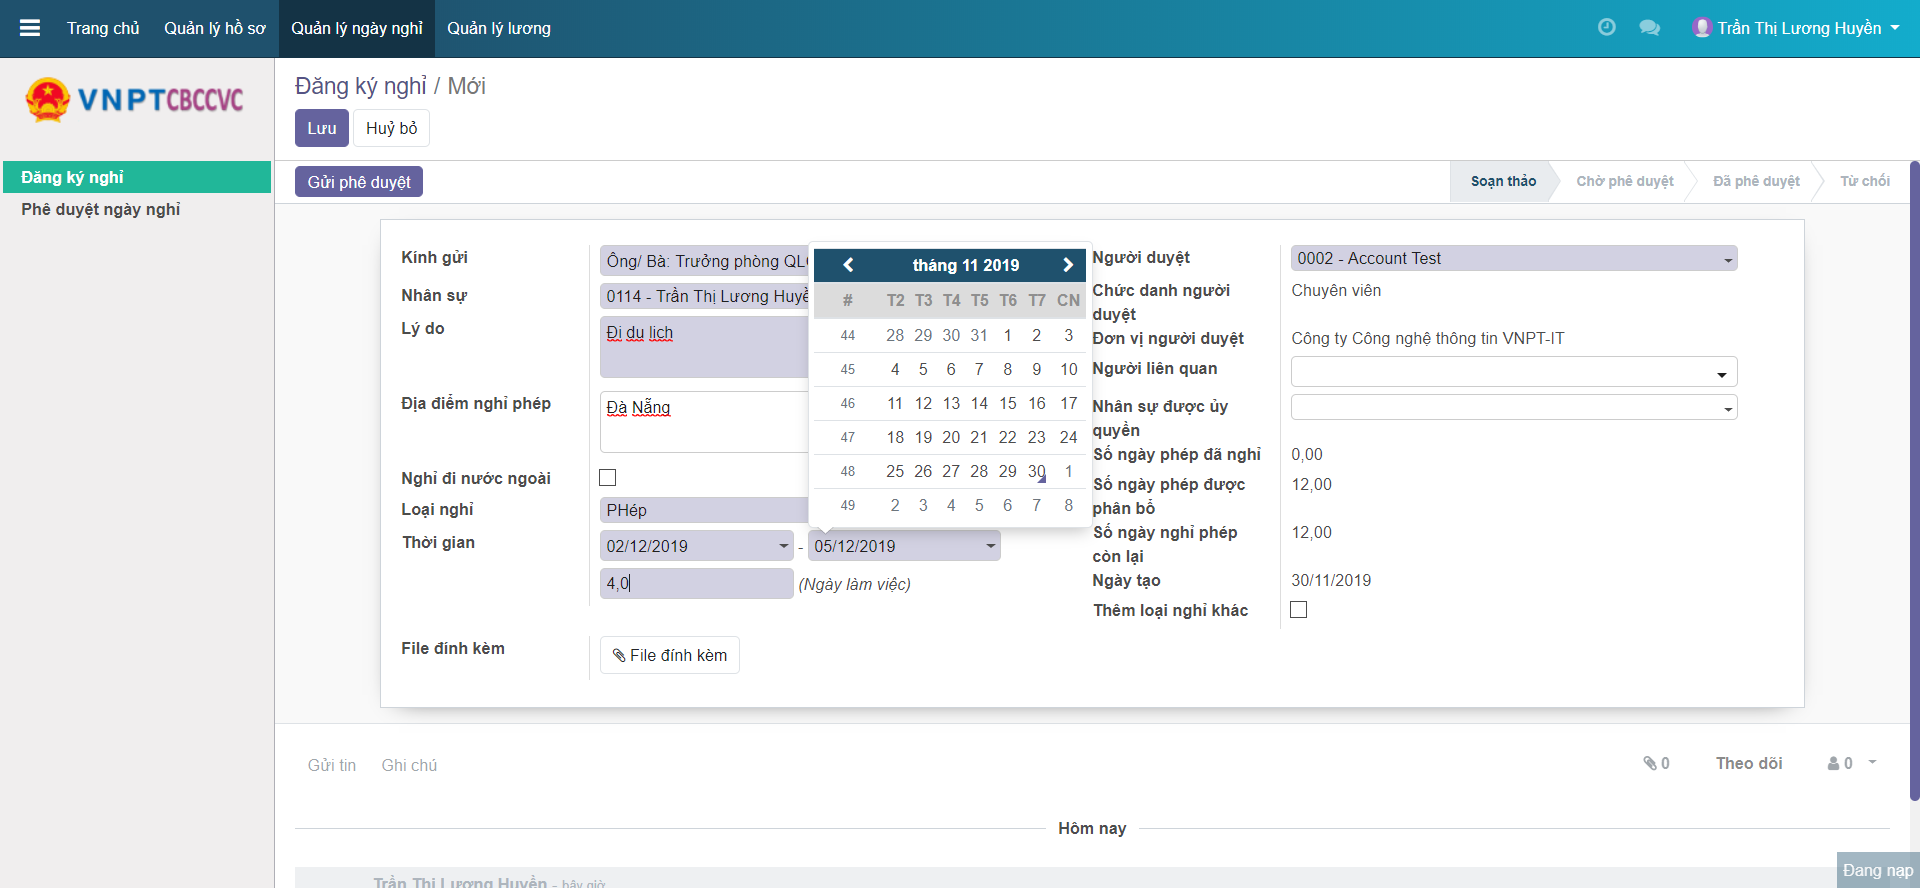 Trang chủ Quản lý hồ sơ Quản lý ngày nghỉ Quản lý lương Trần Thị Lương Huyền
VNPT CBCCVC
Đăng ký nghỉ
Phê duyệt ngày nghỉ
Đăng ký nghỉ / Mới
Lưu Huỷ bỏ
Gửi phê duyệt
Soạn thảo Chờ phê duyệt Đã phê duyệt Từ chối
Kính gửi Ông/ Bà: Trưởng phòng
Nhân sự 0114 - Trần Thị Lương
Lý do Đi du lich
Địa điểm nghỉ phép Đà Nẵng
Nghỉ đi nước ngoài
Loại nghỉ PHép
Thời gian 02/12/2019 - 05/12/2019
4,0 (Ngày làm việc)
File đính kèm File đính kèm
tháng 11 2019
# T2 T3 T4 T5 T6 T7 CN
44 28 29 30 31 1 2 3
45 4 5 6 7 8 9 10
46 11 12 13 14 15 16 17
47 18 19 20 21 22 23 24
48 25 26 27 28 29 30 1
49 2 3 4 5 6 7 8
Người duyệt 0002 - Account Test
Chức danh người
duyệt
Chuyên viên
Đơn vị người duyệt Công ty Công nghệ thông tin VNPT-IT
Người liên quan
Nhân sự được ủy
quyền
Số ngày phép đã nghỉ 0,00
Số ngày phép được
phân bổ
12,00
Số ngày nghỉ phép
còn lại
12,00
Ngày tạo 30/11/2019
Thêm loại nghỉ khác
Gửi tin Ghi chú 0 Theo dõi 0
Hôm nay
Trần Thị Lương Huyền - bây giờ
Đang nạp